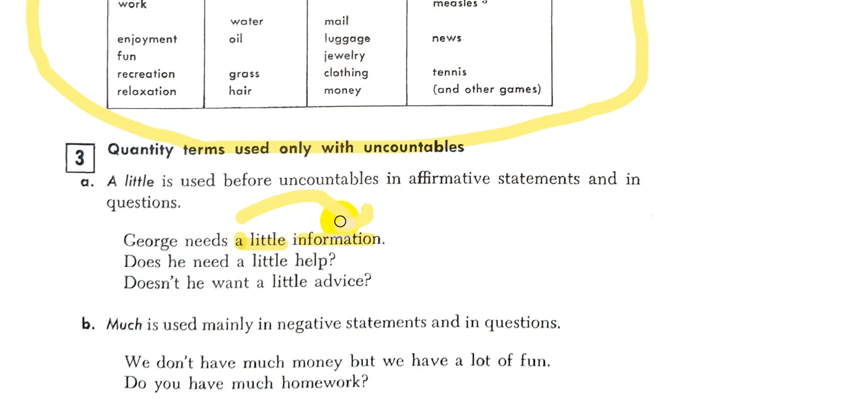 work
measles
water mail
enjoyment oil luggage news
fun jewelry
recreation grass clothing tennis
relaxation hair money (and other games)
3 Quantity terms used only with uncountables
a. A little is used before uncountables in affirmative statements and in
questions.
George needs a little information.
Does he need a little help?
Doesn't he want a little advice?
b. Much is used mainly in negative statements and in questions.
We don't have much money but we have a lot of fun.
Do you have much homework?